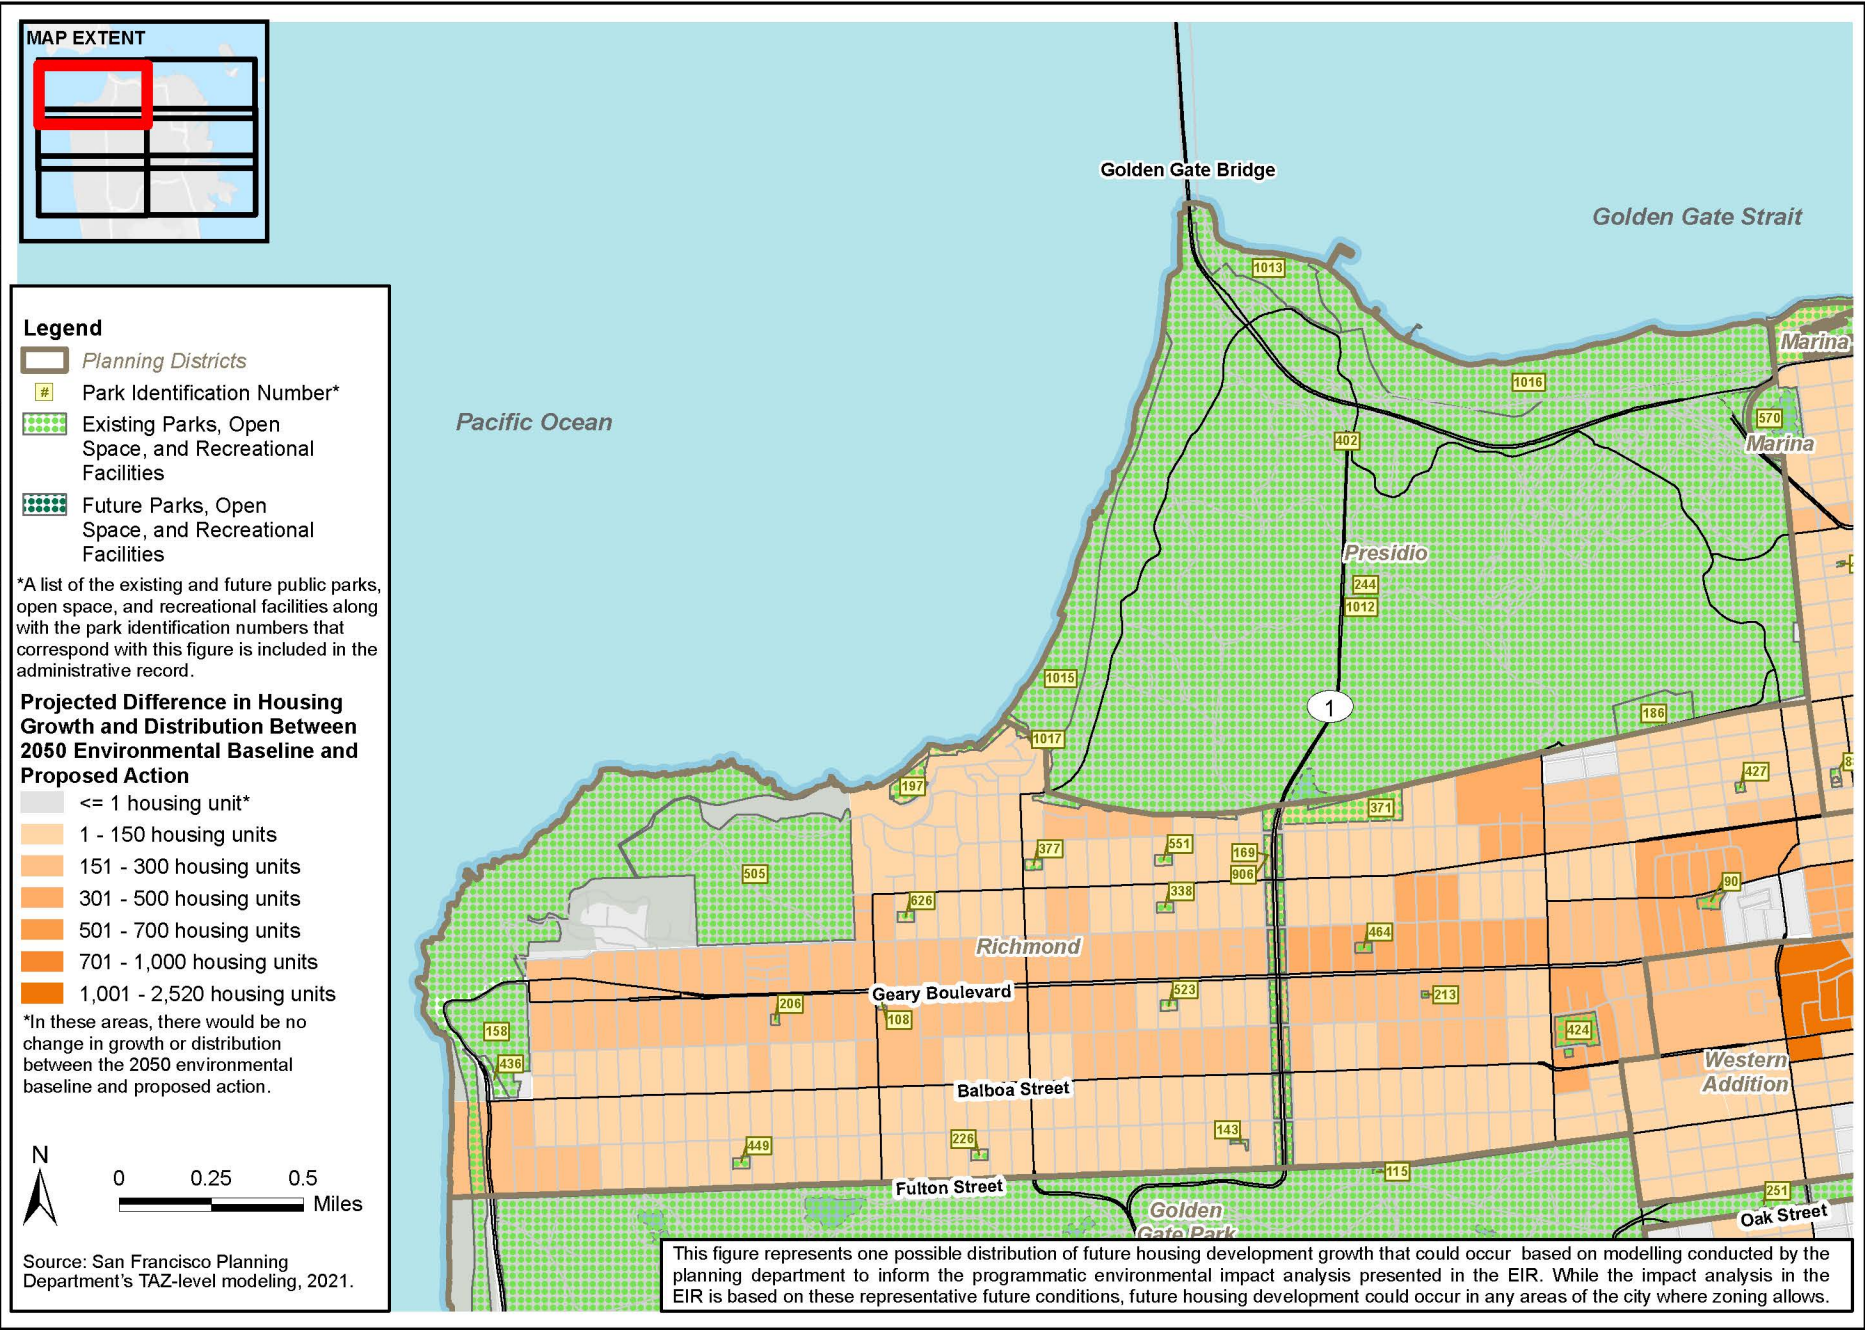 MAP EXTENT
Golden Gate Bridge
Golden Gate Strait
Pacific Ocean
Legend
Planning Districts
# Park Identification Number*
Existing Parks, Open
Space, and Recreational
Facilities
Future Parks, Open
Space, and Recreational
Facilities
*A list of the existing and future public parks,
open space, and recreational facilities along
with the park identification numbers that
correspond with this figure is included in the
administrative record.
Projected Difference in Housing
Growth and Distribution Between
2050 Environmental Baseline and
Proposed Action
<= 1 housing unit*
1 - 150 housing units
151 - 300 housing units
301 - 500 housing units
501 - 700 housing units
701 - 1,000 housing units
1,001 - 2,520 housing units
*In these areas, there would be no
change in growth or distribution
between the 2050 environmental
baseline and proposed action.
N
0 0.25 0.5
Miles
Source: San Francisco Planning
Department's TAZ-level modeling, 2021.
1013
Marina
1016
570
402
Marina
Presidio
244
1012
1015
1
186
1017
197
427
371
377
551
169
505
906
90
338
626
464
Richmond
Geary Boulevard
523
213
206
108
424
158
436
Western
Addition
Balboa Street
143
226
449
115
Fulton Street
251
Golden
Gate Park
Oak Street
This figure represents one possible distribution of future housing development growth that could occur based on modelling conducted by the
planning department to inform the programmatic environmental impact analysis presented in the EIR. While the impact analysis in the
EIR is based on these representative future conditions, future housing development could occur in any areas of the city where zoning allows.